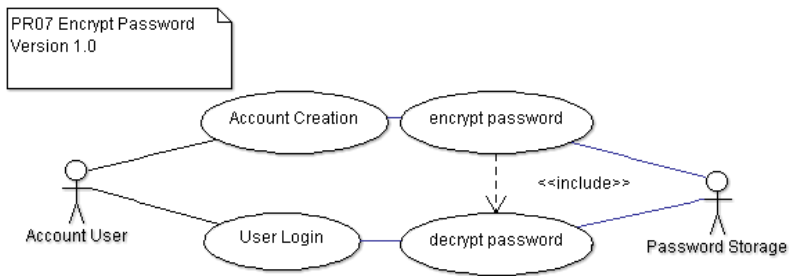 PR07 Encrypt Password
Version 1.0
Account Creation
encrypt password
<<include>>
Account User
User Login
decrypt password
Password Storage